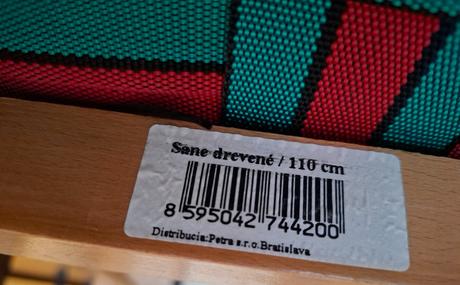 Sane drevené / 110 cm
8 595042 744200
Distribucia:Petra s.r.o.Bratislava